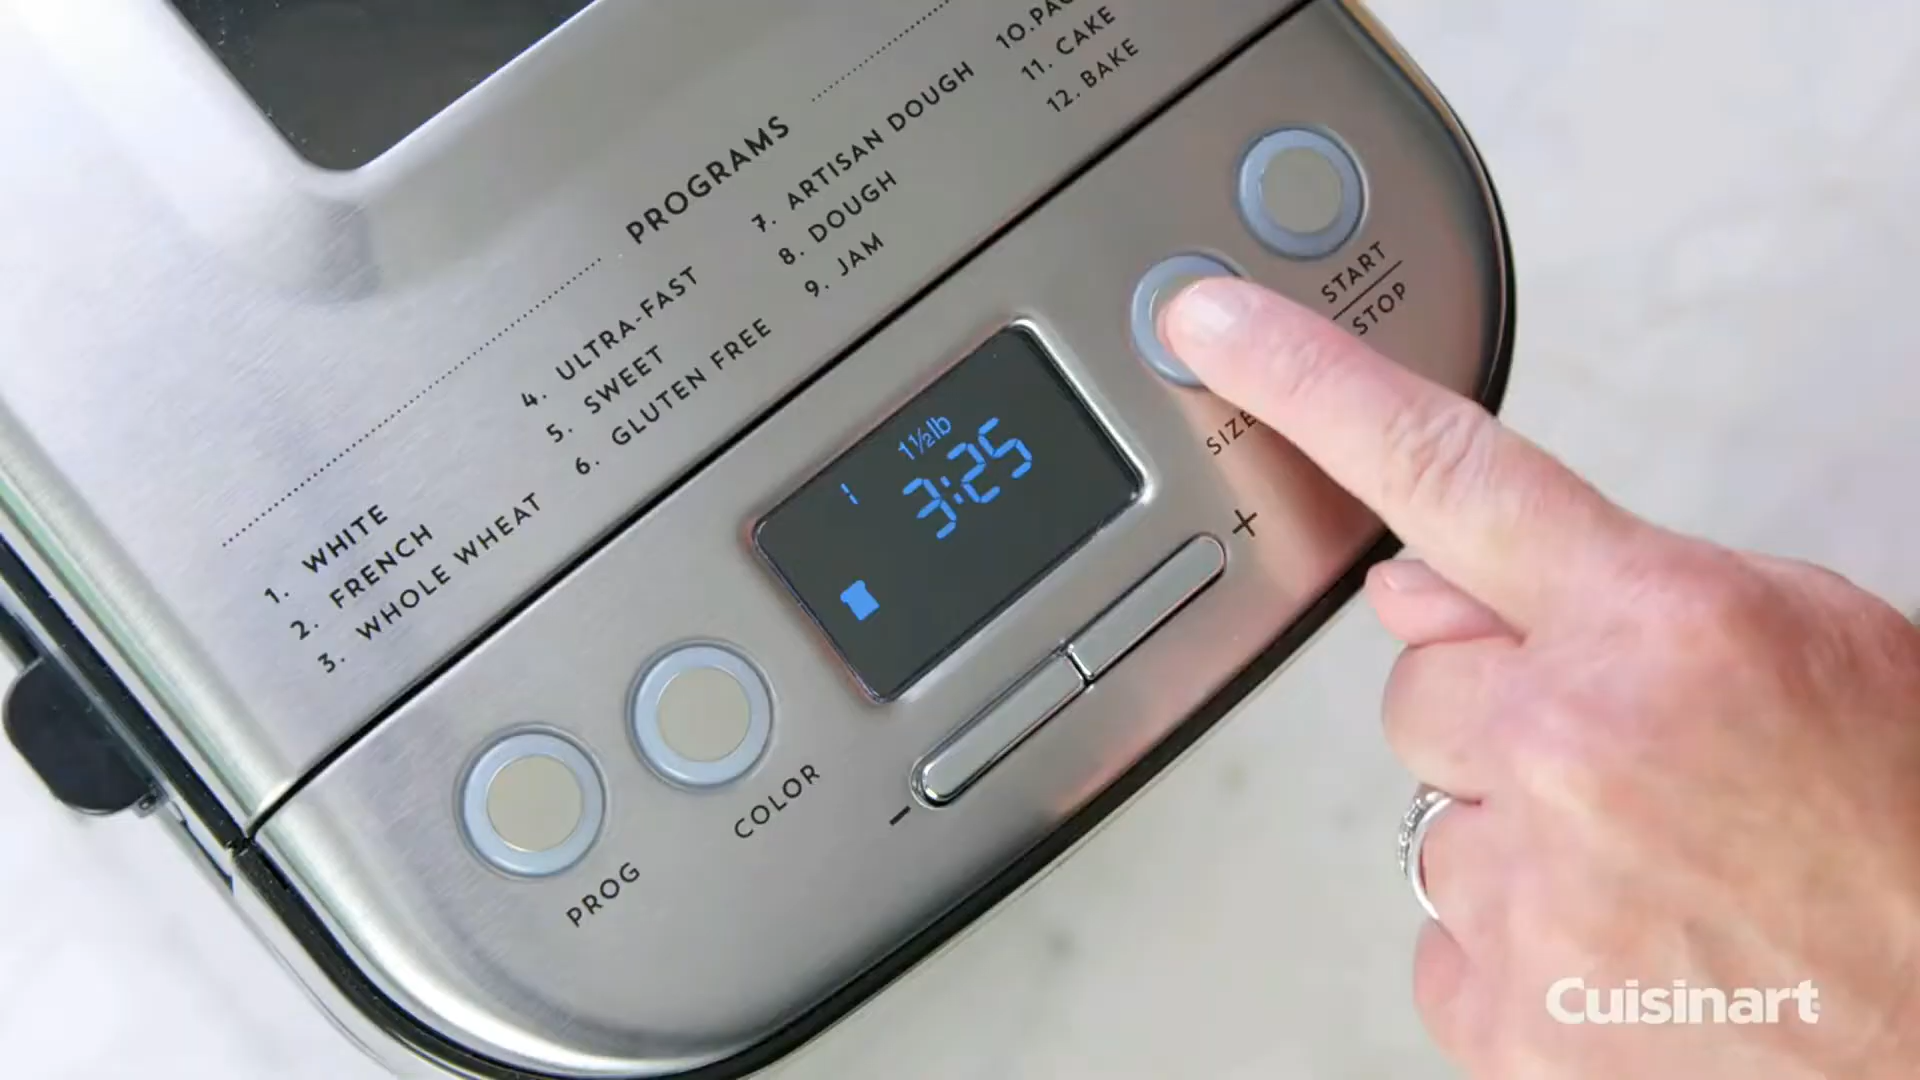 PROGRAMS
1. WHITE
2. FRENCH
3. WHOLE WHEAT
4. ULTRA-FAST
5. SWEET
6. GLUTEN FREE
7. ARTISAN DOUGH
8. DOUGH
9. JAM
10.
11. CAKE
12. BAKE
START
STOP
SIZE
1½lb
1
3:25
+
−
COLOR
PROG
Cuisinart